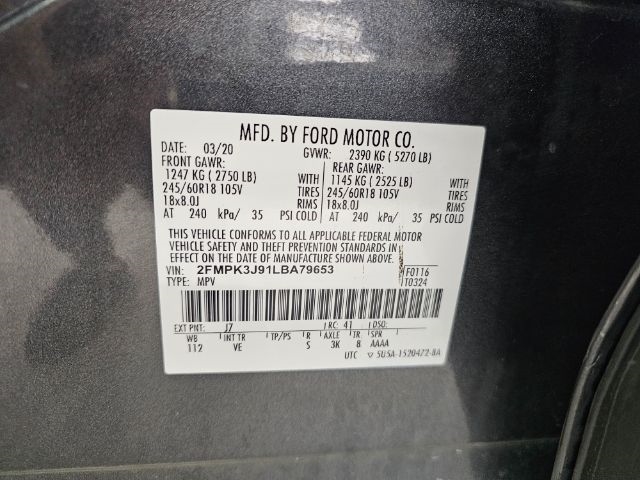 MFD. BY FORD MOTOR CO.
DATE: 03/20 GVWR: 2390 KG ( 5270 LB)
FRONT GAWR: REAR GAWR:
1247 KG ( 2750 LB) WITH 1145 KG ( 2525 LB) WITH
245/60R18 105V TIRES 245/60R18 105V TIRES
18x8.0J RIMS 18x8.0J RIMS
AT 240 kPa/ 35 PSI COLD AT 240 kPa/ 35 PSI COLD
THIS VEHICLE CONFORMS TO ALL APPLICABLE FEDERAL MOTOR
VEHICLE SAFETY AND THEFT PREVENTION STANDARDS IN
EFFECT ON THE DATE OF MANUFACTURE SHOWN ABOVE.
VIN: 2FMPK3J91LBA79653 F0116
TYPE: MPV T0324
EXT PNT: J7 RC: 41 DSO:
WB INT TR TP/PS R AXLE TR SPR
112 VE S 3K 8 AAAA
UTC